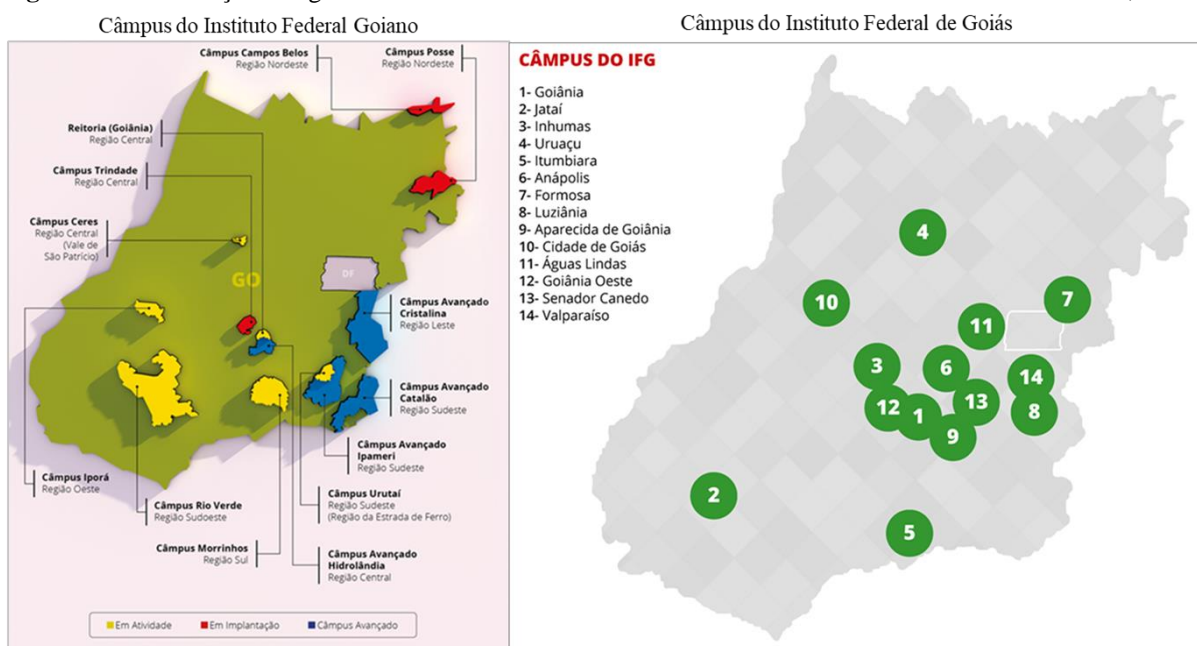 Câmpus do Instituto Federal Goiano
Câmpus Campos Belos
Região Nordeste
Câmpus Posse
Região Nordeste
Reitoria (Goiânia)
Região Central
Câmpus Trindade
Região Central
Câmpus Ceres
Região Central
(Vale de
São Patrício)
GO
DF
Câmpus Avançado
Cristalina
Região Leste
Câmpus Avançado
Catalão
Região Sudeste
Câmpus Avançado
Ipameri
Região Sudeste
Câmpus Iporá
Região Oeste
Câmpus Rio Verde
Região Sudoeste
Câmpus Urutaí
Região Sudeste
(Região da Estrada de Ferro)
Câmpus Morrinhos
Região Sul
Câmpus Avançado
Hidrolândia
Região Central
Em Atividade
Em Implantação
Câmpus Avançado
Câmpus do Instituto Federal de Goiás
CÂMPUS DO IFG
1- Goiânia
2- Jataí
3- Inhumas
4- Uruaçu
5- Itumbiara
6- Anápolis
7- Formosa
8- Luziânia
9- Aparecida de Goiânia
10- Cidade de Goiás
11- Águas Lindas
12- Goiânia Oeste
13- Senador Canedo
14- Valparaíso
4
10
7
11
3
6
14
12
1
13
8
9
2
5